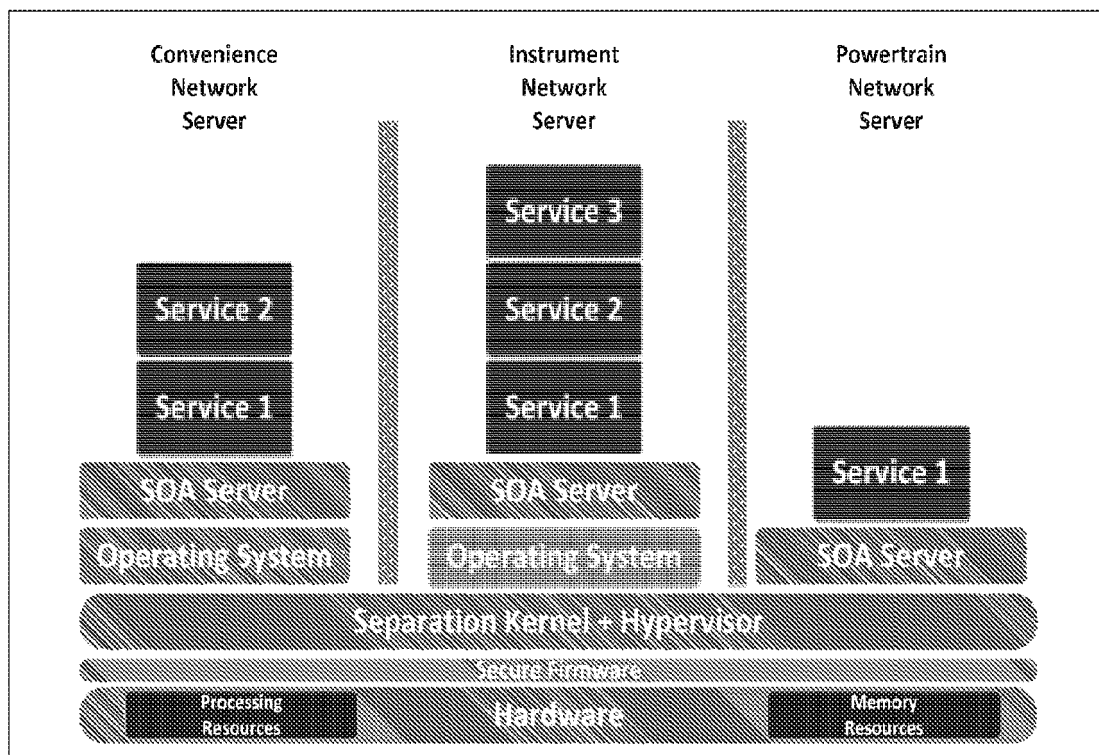 Convenience
Network
Server
Instrument
Network
Server
Powertrain
Network
Server
Service 3
Service 2
Service 2
Service 1
Service 1
Service 1
SOA Server
SOA Server
Operating System
Operating System
SOA Server
Separation Kernel + Hypervisor
Secure Firmware
Processing
Resources
Hardware
Memory
Resources